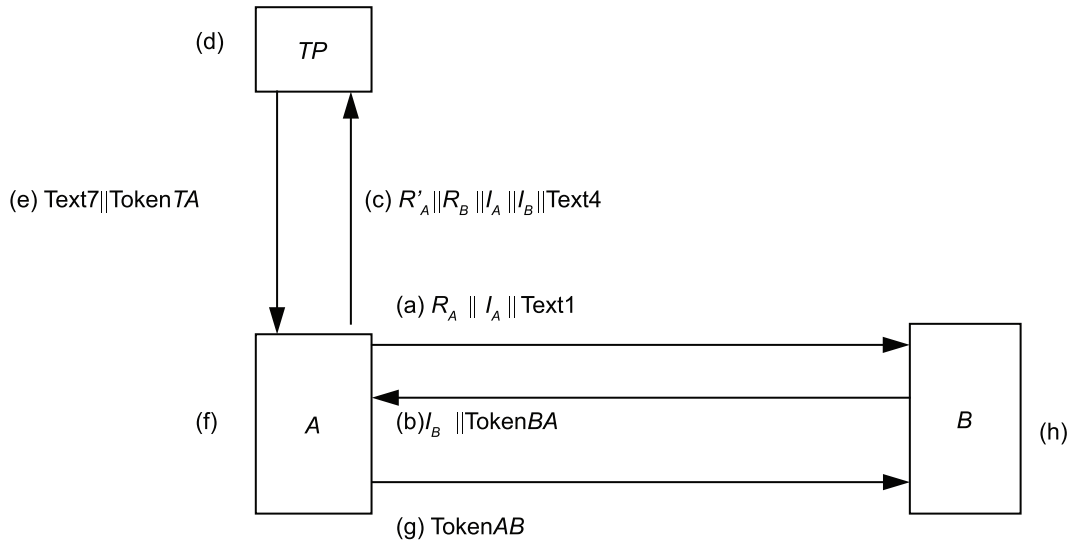 (d) TP
(e) Text7||TokenTA
(c) R'A||RB ||IA ||IB||Text4
(a) RA || IA || Text1
(f) A
(b)IB ||TokenBA
B
(h)
(g) TokenAB